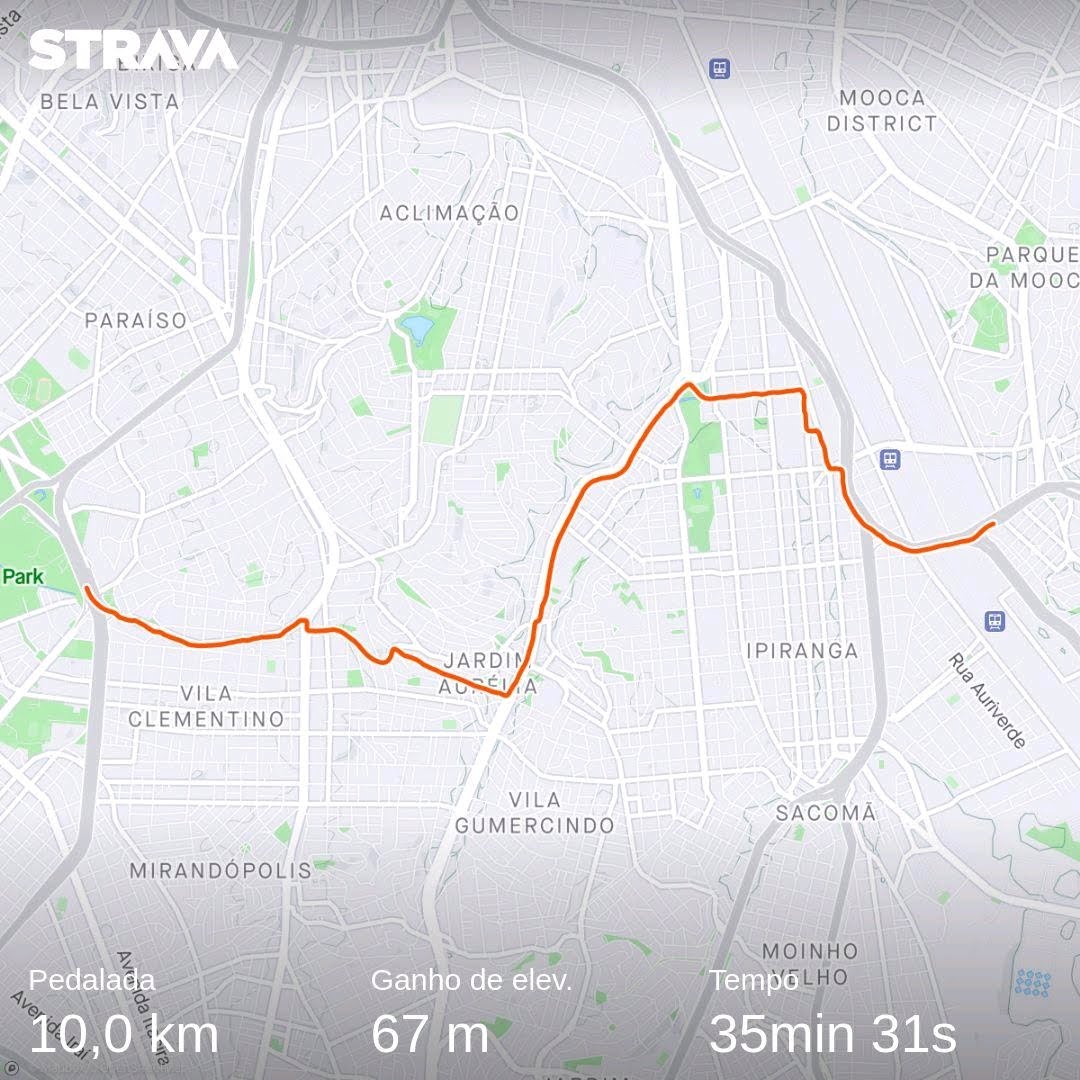 STRAVA
BELA VISTA
MOOCA
DISTRICT
ACLIMAÇÃO
PARQUE
DA MOOC
PARAÍSO
Park
JARDIM
AURÉLIA
IPIRANGA
Rua Auriverde
VILA
CLEMENTINO
VILA
GUMERCINDO
SACOMÃ
MIRANDÓPOLIS
MOINHO
VELHO
Pedalada
Ganho de elev.
Tempo
10,0 km
67 m
35min 31s